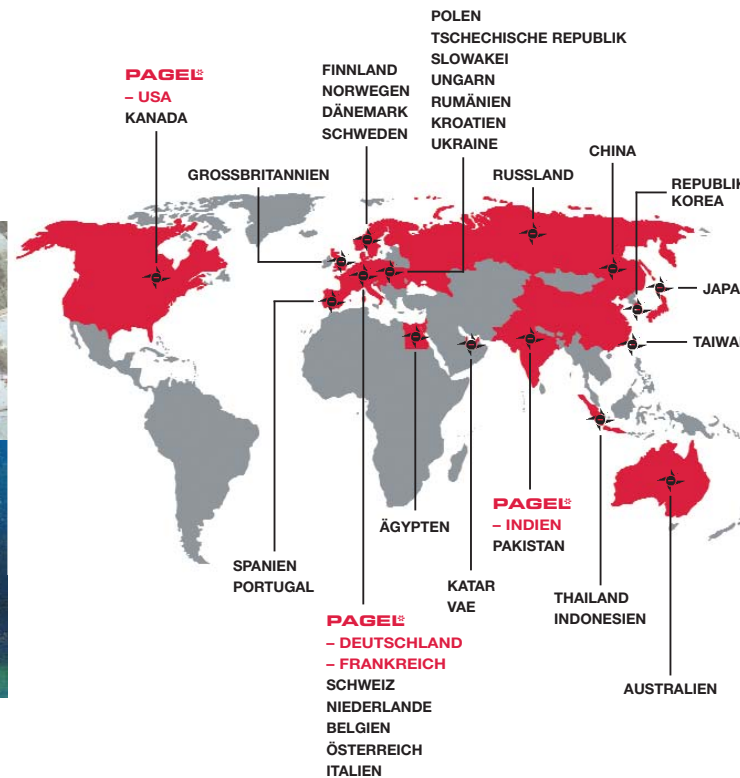 POLEN
TSCHECHISCHE REPUBLIK
SLOWAKEI
UNGARN
RUMÄNIEN
KROATIEN
UKRAINE
PAGEL
– USA
KANADA
FINNLAND
NORWEGEN
DÄNEMARK
SCHWEDEN
GROSSBRITANNIEN
RUSSLAND
CHINA
REPUBLIK
KOREA
JAPA
TAIWA
SPANIEN
PORTUGAL
ÄGYPTEN
PAGEL
– INDIEN
PAKISTAN
KATAR
VAE
THAILAND
INDONESIEN
AUSTRALIEN
PAGEL
– DEUTSCHLAND
– FRANKREICH
SCHWEIZ
NIEDERLANDE
BELGIEN
ÖSTERREICH
ITALIEN